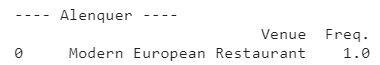 ---- Alenquer ----
Venue Freq.
0 Modern European Restaurant 1.0